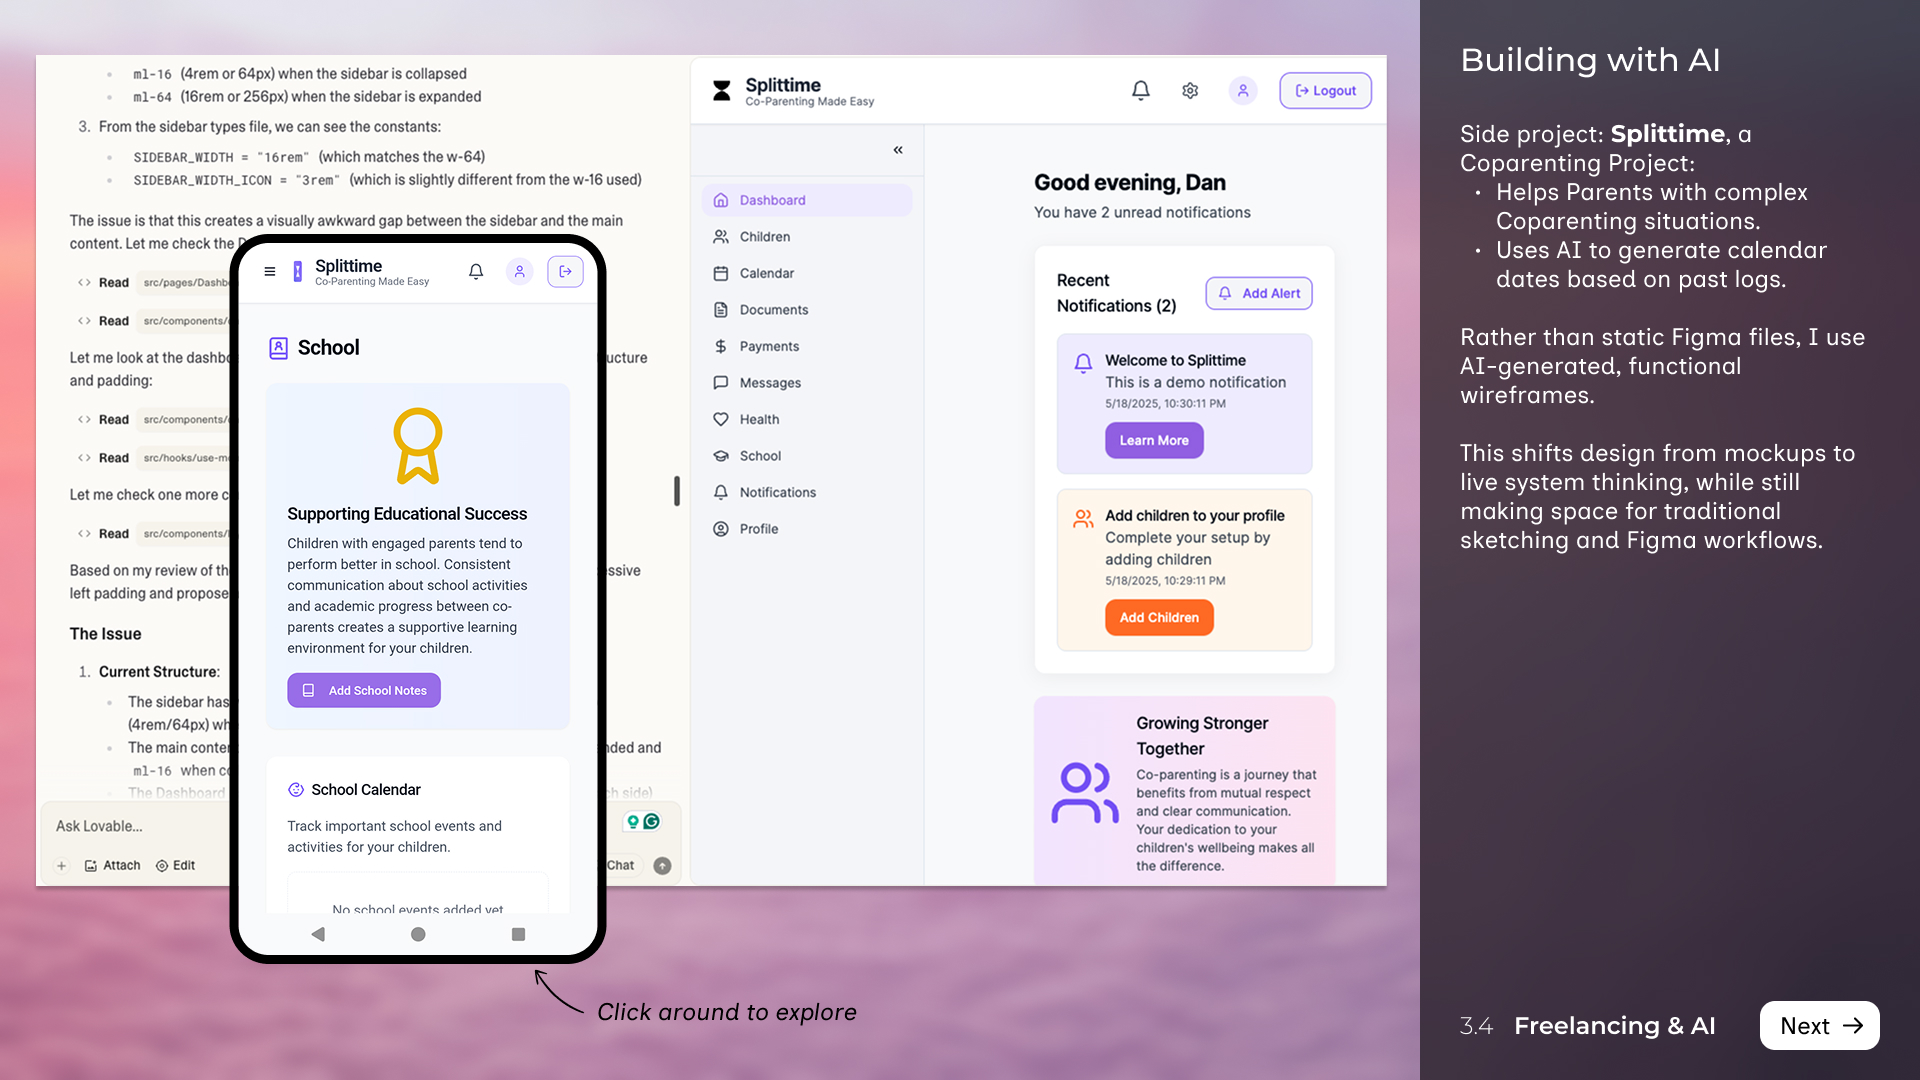 ml-16 (4rem or 64px) when the sidebar is collapsed
ml-64 (16rem or 256px) when the sidebar is expanded
3. From the sidebar types file, we can see the constants:
SIDEBAR_WIDTH = "16rem" (which matches the w-64)
SIDEBAR_WIDTH_ICON = "3rem" (which is slightly different from the w-16 used)
The issue is that this creates a visually awkward gap between the sidebar and the main
content. Let me check the
Read src/pages/Dashb
Read src/components/
Let me look at the dashb ucture
and padding:
Read src/components/
Read src/hooks/use-m
Let me check one more c
Read src/components/
Based on my review of th essive
left padding and propose
The Issue
1. Current Structure:
The sidebar has
(4rem/64px) wh
The main conte nded and
ml-16 when co
The Dashboard ch side)
Ask Lovable...
Attach
Edit
Chat
Splittime
Co-Parenting Made Easy
School
Supporting Educational Success
Children with engaged parents tend to
perform better in school. Consistent
communication about school activities
and academic progress between co-
parents creates a supportive learning
environment for your children.
Add School Notes
School Calendar
Track important school events and
activities for your children.
No school events added yet
Click around to explore
Splittime
Co-Parenting Made Easy
Logout
«
Dashboard
Children
Calendar
Documents
Payments
Messages
Health
School
Notifications
Profile
Good evening, Dan
You have 2 unread notifications
Recent
Notifications (2)
Add Alert
Welcome to Splittime
This is a demo notification
5/18/2025, 10:30:11 PM
Learn More
Add children to your profile
Complete your setup by
adding children
5/18/2025, 10:29:11 PM
Add Children
Growing Stronger
Together
Co-parenting is a journey that
benefits from mutual respect
and clear communication.
Your dedication to your
children's wellbeing makes all
the difference.
Building with AI
Side project: Splittime, a
Coparenting Project:
• Helps Parents with complex
Coparenting situations.
• Uses AI to generate calendar
dates based on past logs.
Rather than static Figma files, I use
AI-generated, functional
wireframes.
This shifts design from mockups to
live system thinking, while still
making space for traditional
sketching and Figma workflows.
3.4 Freelancing & AI
Next →